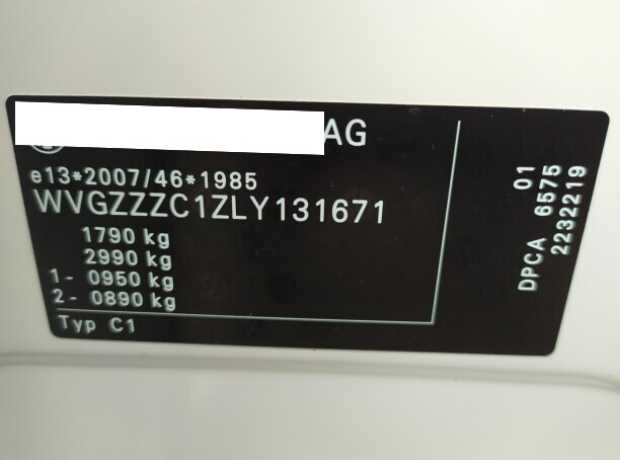 AG
e13*2007/46*1985
WVGZZZC1ZLY131671
1790 kg
2990 kg
1- 0950 kg
2- 0890 kg
Typ C1
01
DPCA 6575
2232219